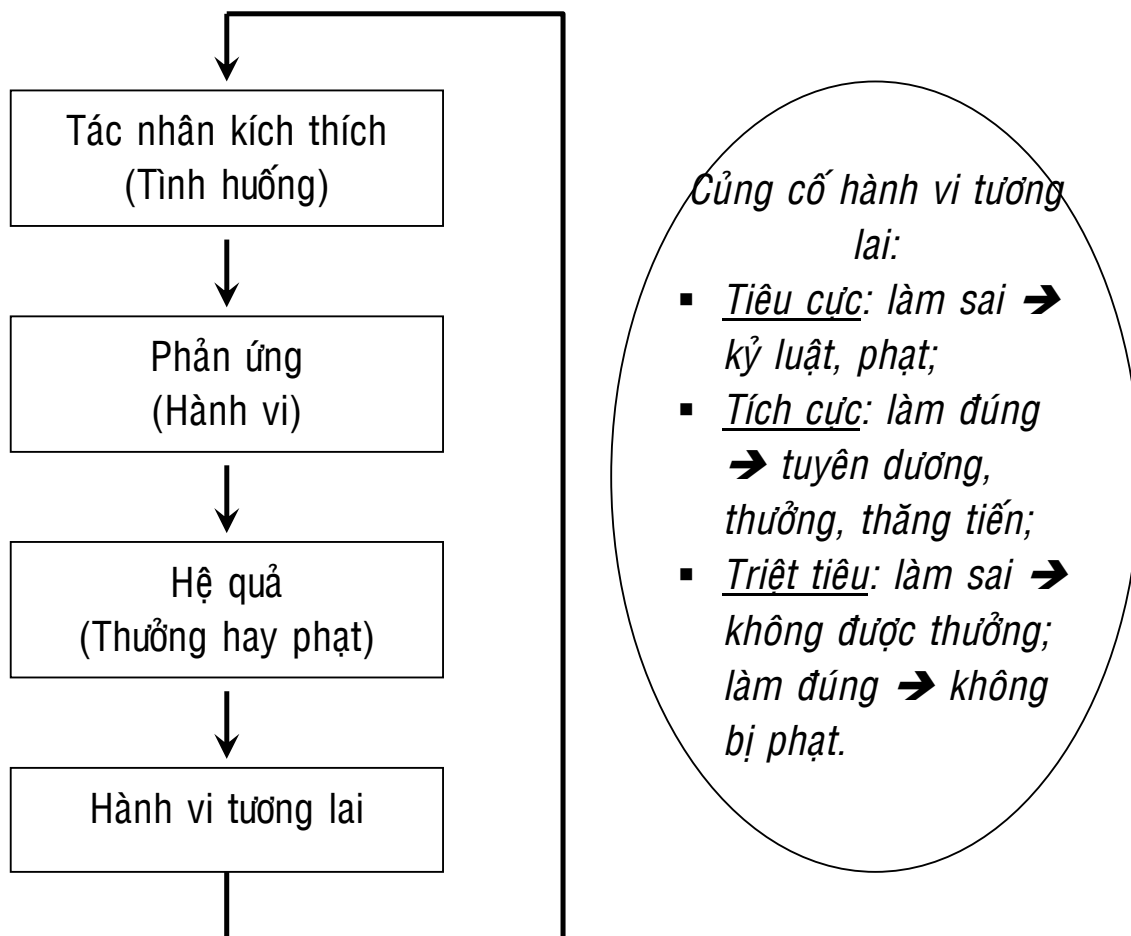 Tác nhân kích thích
(Tình huống)
Phản ứng
(Hành vi)
Hệ quả
(Thưởng hay phạt)
Hành vi tương lai
Củng cố hành vi tương
lai:
▪ Tiêu cực: làm sai ➔
kỷ luật, phạt;
▪ Tích cực: làm đúng
➔ tuyên dương,
thưởng, thăng tiến;
▪ Triệt tiêu: làm sai ➔
không được thưởng;
làm đúng ➔ không
bị phạt.